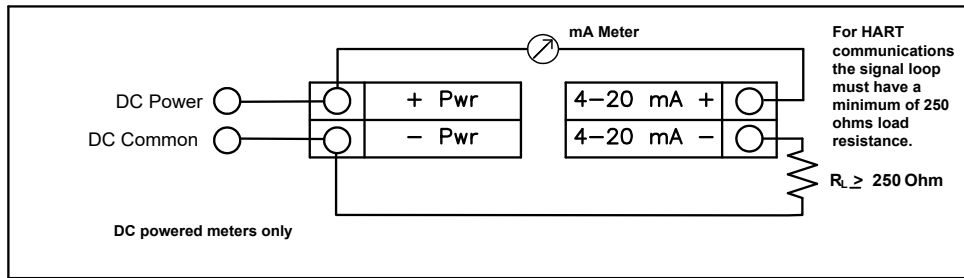 mA Meter
For HART
communications
the signal loop
must have a
minimum of 250
ohms load
resistance.
DC Power
+ Pwr
4-20 mA +
DC Common
- Pwr
4-20 mA -
RL ≥ 250 Ohm
DC powered meters only